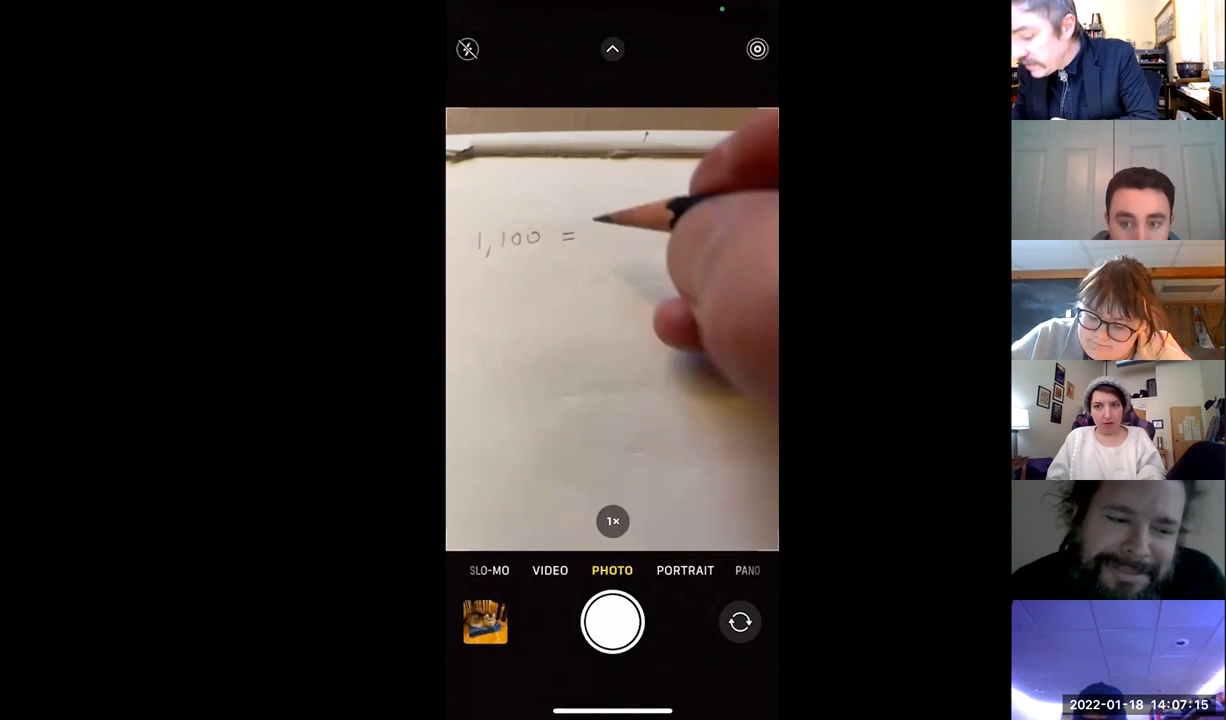 1,100 =
1×
SLO-MO VIDEO PHOTO PORTRAIT PANO
2022-01-18 14:07:15